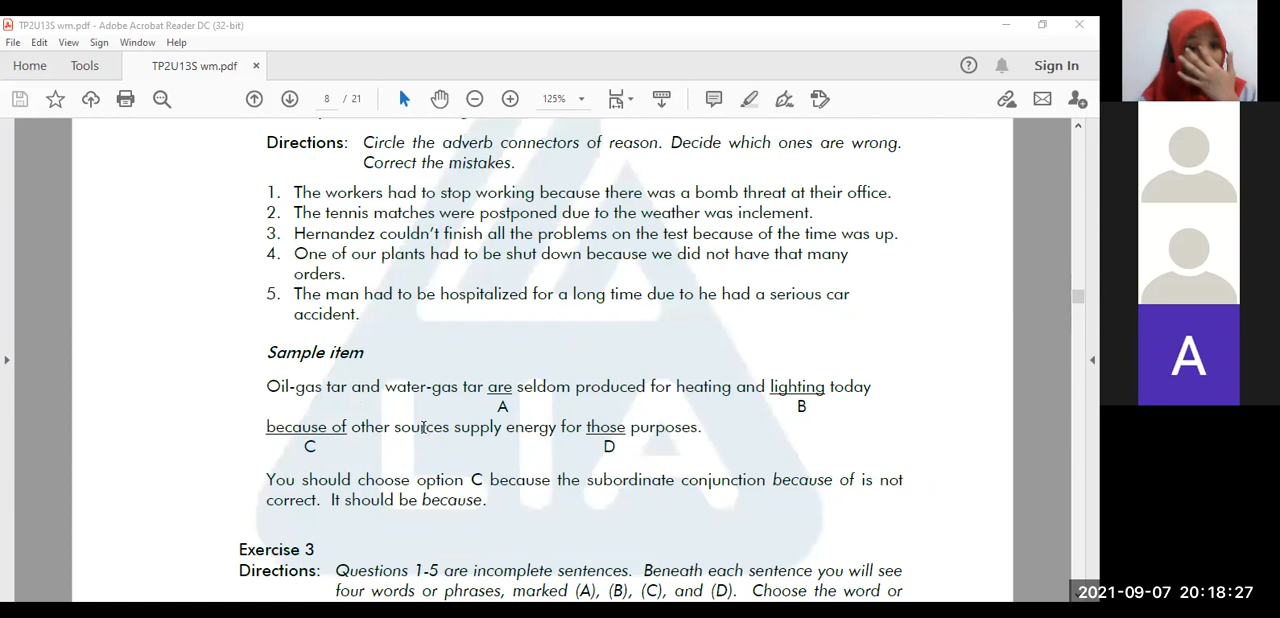 TP2U13S wm.pdf - Adobe Acrobat Reader DC (32-bit)
File Edit View Sign Window Help
Home Tools TP2U13S wm.pdf × Sign In
8 / 21 125%
Directions: Circle the adverb connectors of reason. Decide which ones are wrong.
Correct the mistakes.
1. The workers had to stop working because there was a bomb threat at their office.
2. The tennis matches were postponed due to the weather was inclement.
3. Hernandez couldn't finish all the problems on the test because of the time was up.
4. One of our plants had to be shut down because we did not have that many
orders.
5. The man had to be hospitalized for a long time due to he had a serious car
accident.
Sample item
Oil-gas tar and water-gas tar are seldom produced for heating and lighting today
A B
because of other sources supply energy for those purposes.
C D
You should choose option C because the subordinate conjunction because of is not
correct. It should be because.
Exercise 3
Directions: Questions 1-5 are incomplete sentences. Beneath each sentence you will see
four words or phrases, marked (A), (B), (C), and (D). Choose the word or
A
LIA
2021-09-07 20:18:27